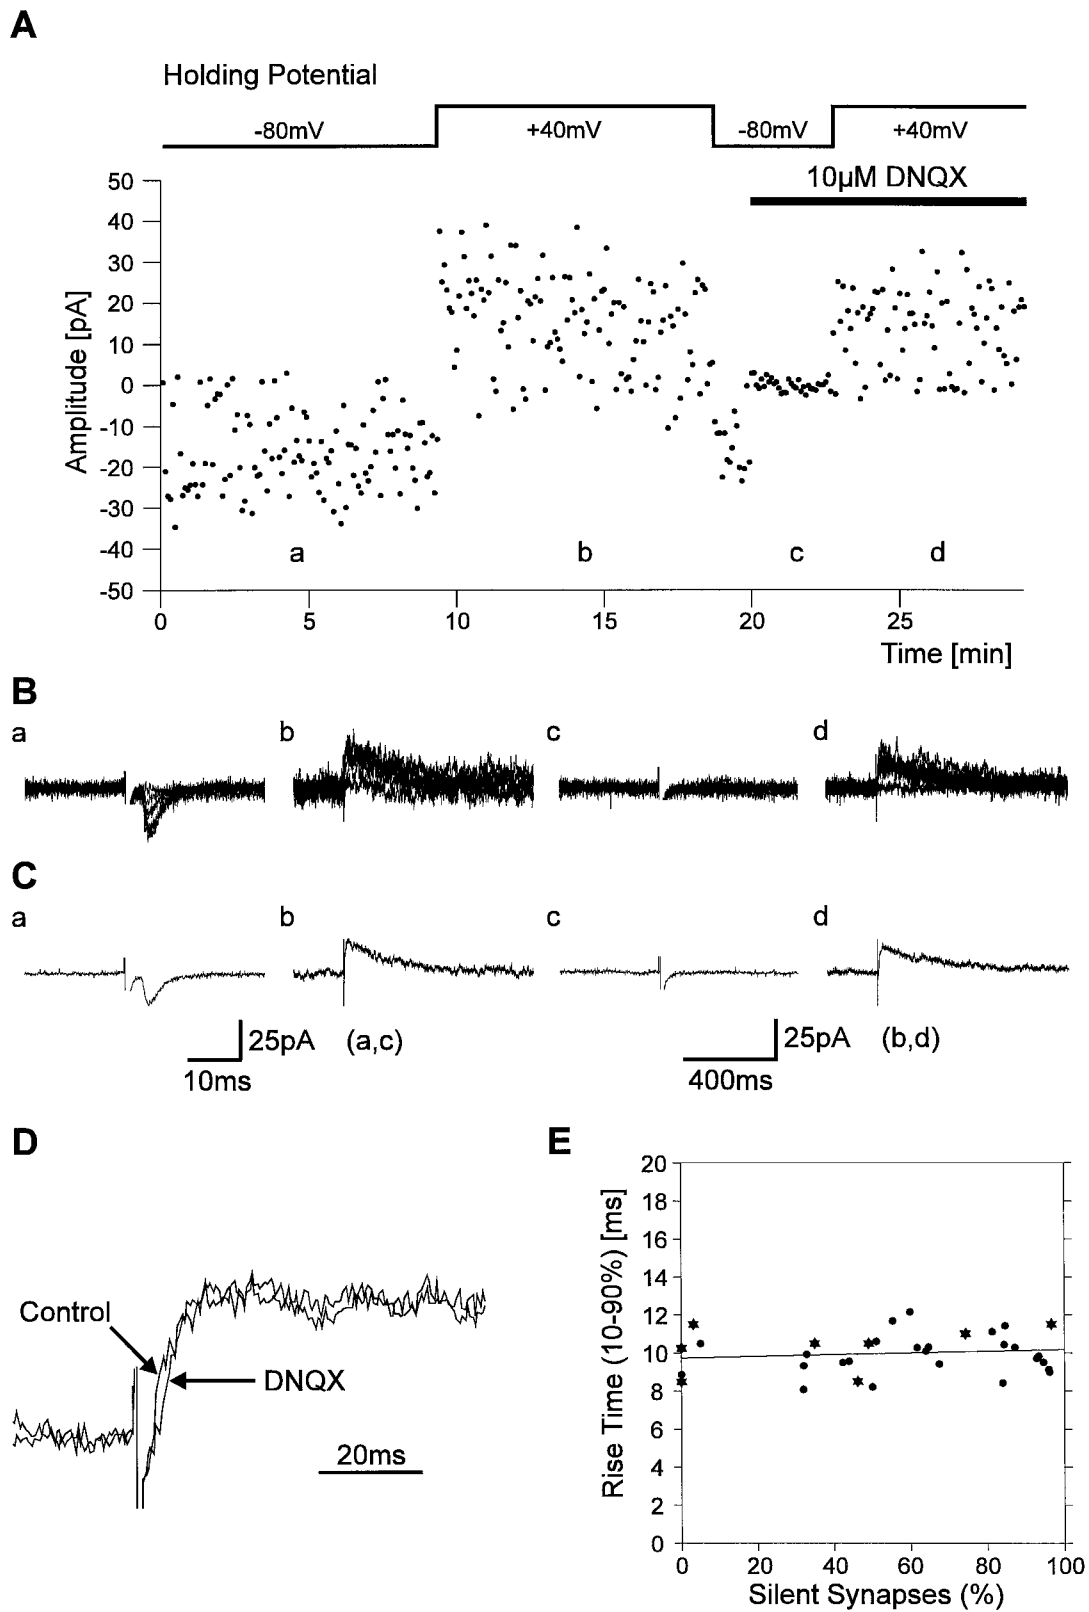 A
Holding Potential
-80mV
+40mV
-80mV
+40mV
10µM DNQX
50
40
30
20
10
0
-10
-20
-30
-40
-50
Amplitude [pA]
a
b
c
d
0
5
10
15
20
25
Time [min]
B
a
b
c
d
C
a
b
c
d
25pA (a,c)
10ms
25pA (b,d)
400ms
D
Control
DNQX
20ms
E
20
18
16
14
12
10
8
6
4
2
0
Rise Time (10-90%) [ms]
0
20
40
60
80
100
Silent Synapses (%)